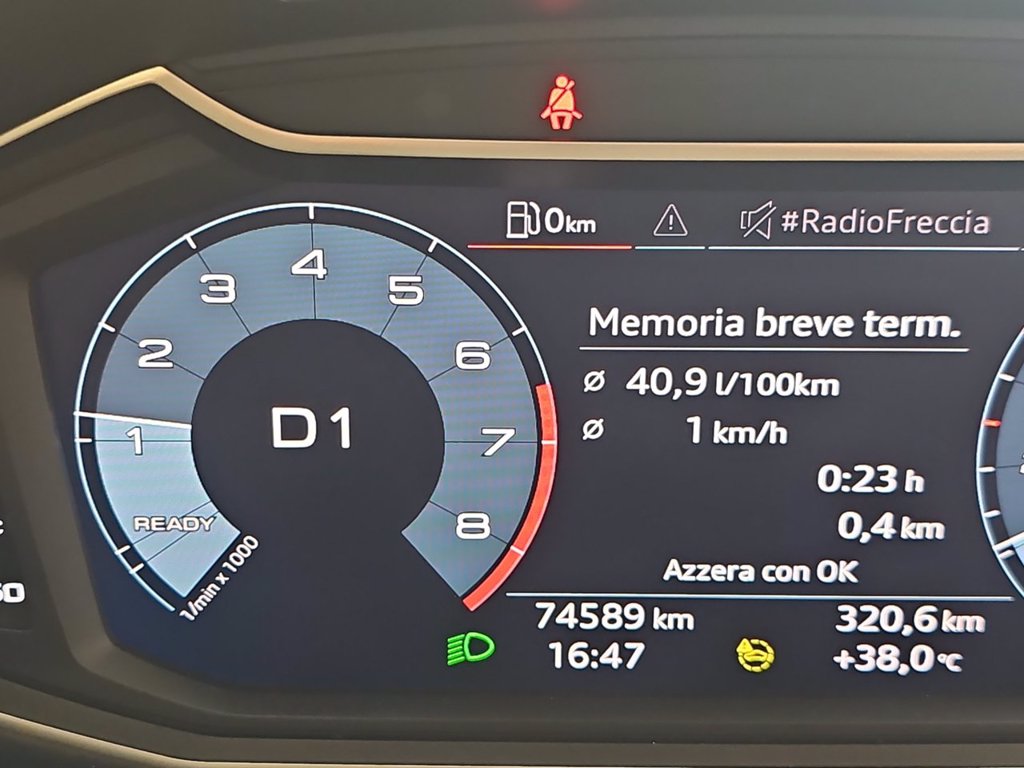 0 km
#RadioFreccia
4
3
5
2
6
1
7
8
D1
READY
1/min x 1000
Memoria breve term.
ø 40,9 l/100km
ø 1 km/h
0:23 h
0,4 km
Azzera con OK
74589 km 320,6 km
16:47 +38,0 °C